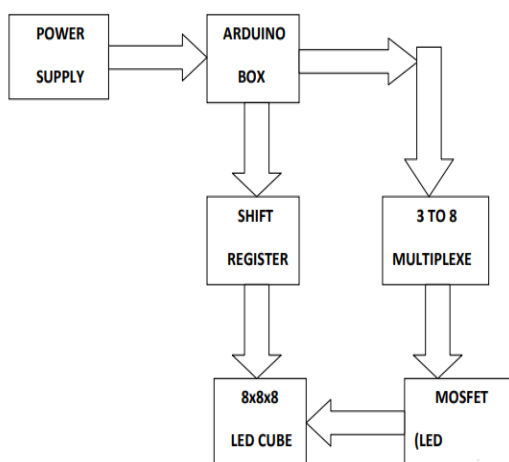 POWER
SUPPLY
ARDUINO
BOX
SHIFT
REGISTER
3 TO 8
MULTIPLEXE
8x8x8
LED CUBE
MOSFET
(LED